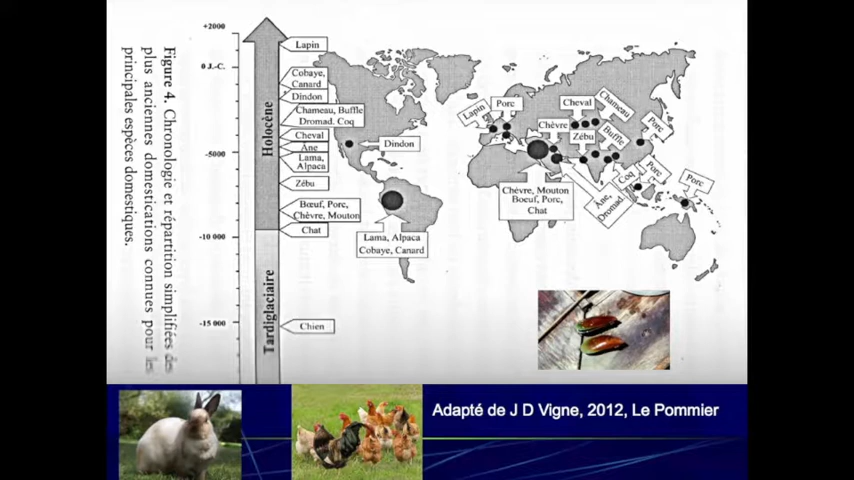 Figure 4. Chronologie et répartition simplifiées des
plus anciennes domestications connues pour les
principales espèces domestiques.
+2000
0 J.-C.
-5000
-10 000
-15 000
Holocène
Tardiglaciaire
Lapin
Cobaye,
Canard
Dindon
Chameau, Buffle
Dromad. Coq
Cheval
Âne
Lama,
Alpaca
Zébu
Bœuf, Porc,
Chèvre, Mouton
Chat
Chien
Dindon
Lama, Alpaca
Cobaye, Canard
Lapin
Porc
Chèvre
Cheval
Zébu
Chameau
Buffle
Porc
Chèvre, Mouton
Boeuf, Porc,
Chat
Âne,
Dromad.
Coq
Porc
Porc
Adapté de J D Vigne, 2012, Le Pommier